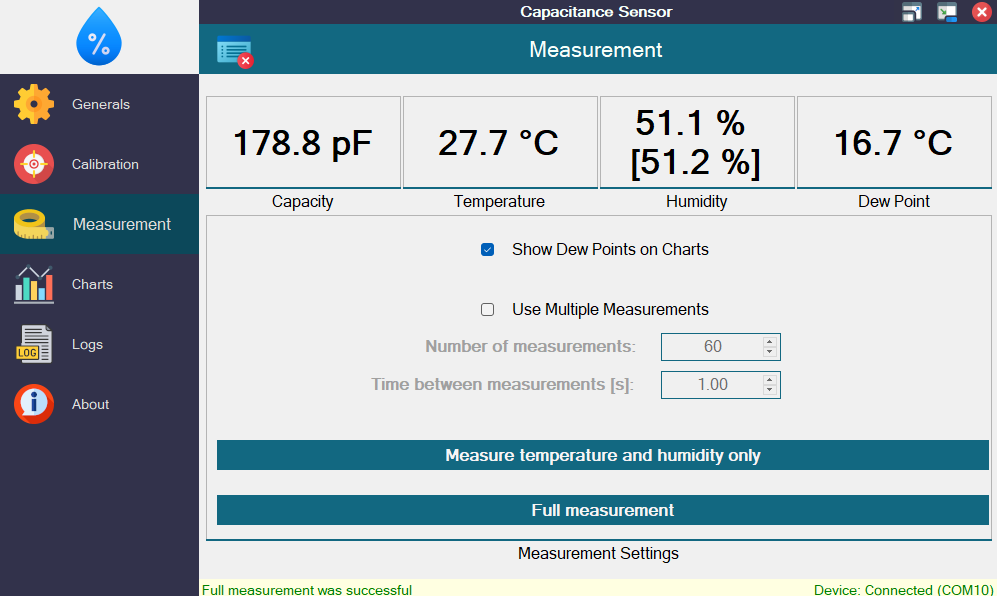 Capacitance Sensor
%
Measurement
Generals
Calibration
Measurement
Charts
LOG
Logs
i
About
178.8 pF
27.7 °C
51.1 %
[51.2 %]
16.7 °C
Capacity
Temperature
Humidity
Dew Point
Show Dew Points on Charts
Use Multiple Measurements
Number of measurements: 60
Time between measurements [s]: 1.00
Measure temperature and humidity only
Full measurement
Measurement Settings
Full measurement was successful
Device: Connected (COM10)